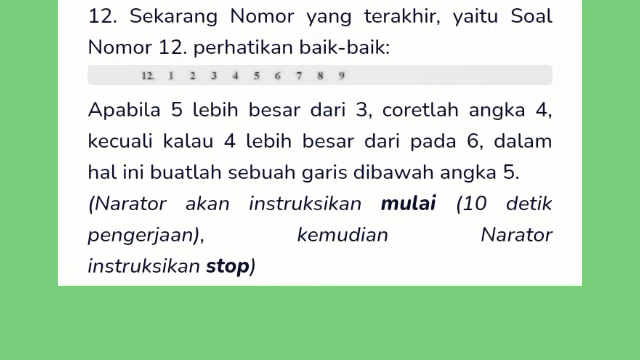 12. Sekarang Nomor yang terakhir, yaitu Soal
Nomor 12. perhatikan baik-baik:
12. 1 2 3 4 5 6 7 8 9
Apabila 5 lebih besar dari 3, coretlah angka 4,
kecuali kalau 4 lebih besar dari pada 6, dalam
hal ini buatlah sebuah garis dibawah angka 5.
(Narator akan instruksikan mulai (10 detik
pengerjaan), kemudian Narator
instruksikan stop)